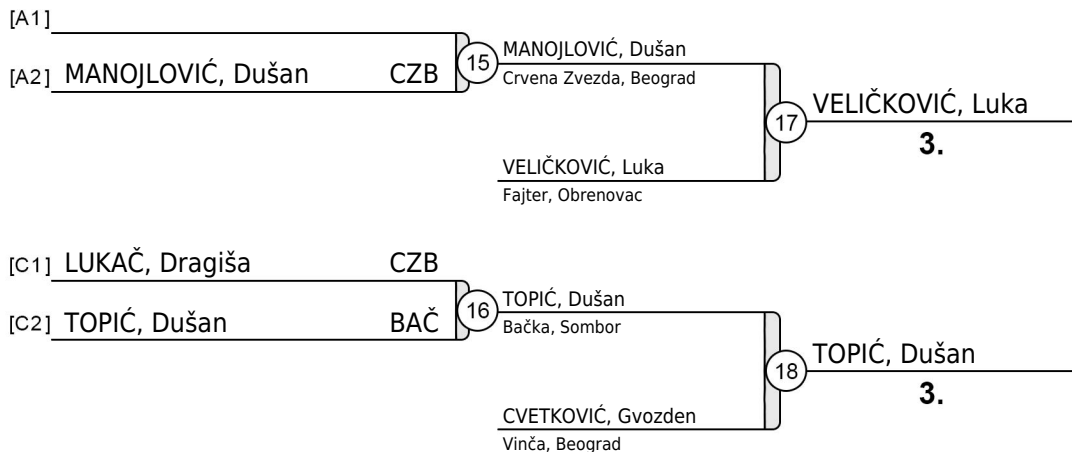 [A1]
[A2] MANOJLOVIĆ, Dušan CZB
15
MANOJLOVIĆ, Dušan
Crvena Zvezda, Beograd
17
VELIČKOVIĆ, Luka
3.
VELIČKOVIĆ, Luka
Fajter, Obrenovac
[C1] LUKAČ, Dragiša CZB
[C2] TOPIĆ, Dušan BAČ
16
TOPIĆ, Dušan
Bačka, Sombor
18
TOPIĆ, Dušan
3.
CVETKOVIĆ, Gvozden
Vinča, Beograd